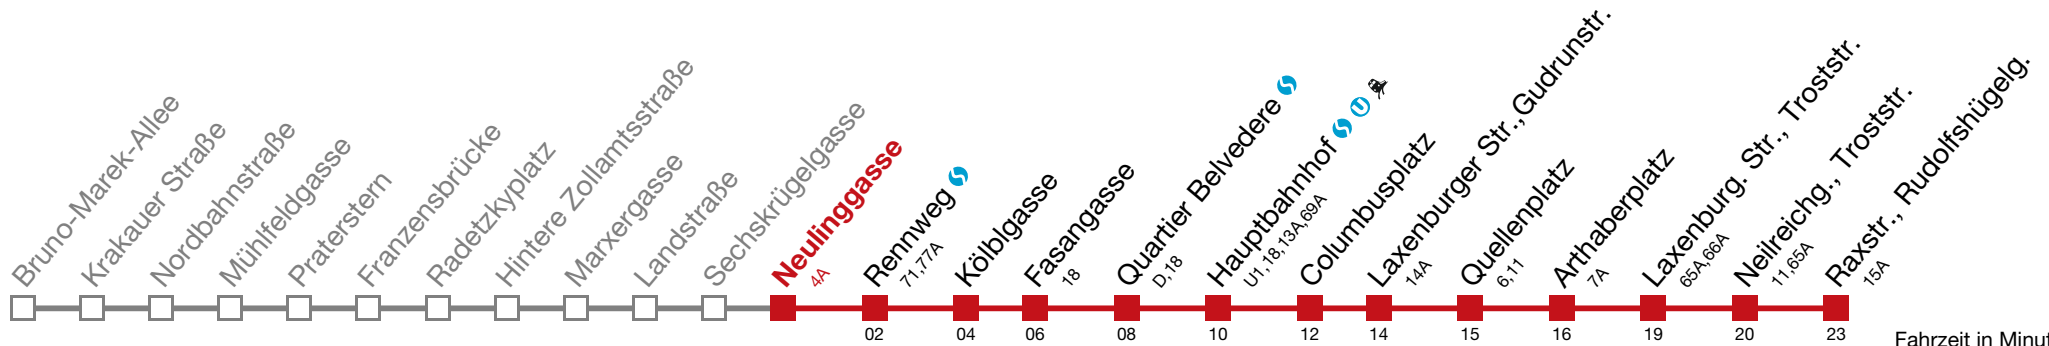 Bruno-Marek-Allee
Krakauer Straße
Nordbahnstraße
Mühlfeldgasse
Praterstern
Franzensbrücke
Radetzkyplatz
Hintere Zollamtsstraße
Marxergasse
Landstraße
Sechskrügelgasse
Neulinggasse
4A
Rennweg
71,77A
Kölblgasse
Fasangasse
18
Quartier Belvedere
D,18
Hauptbahnhof U
U1,18,13A,69A
Columbusplatz
Laxenburger Str.,Gudrunstr.
14A
Quellenplatz
6,11
Arthaberplatz
7A
Laxenburg. Str., Troststr.
65A,66A
Neilreichg., Troststr.
11,65A
Raxstr., Rudolfshügelg.
15A
02 04 06 08 10 12 14 15 16 19 20 23
Fahrzeit in Minut